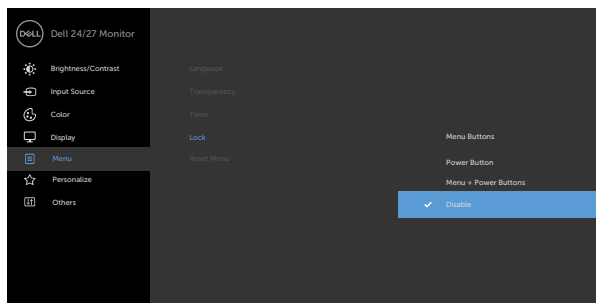 DELL
Dell 24/27 Monitor
Brightness/Contrast
Input Source
Color
Display
Menu
Personalize
Others
Language
Transparency
Timer
Lock
Reset Menu
Menu Buttons
Power Button
Menu + Power Buttons
Disable